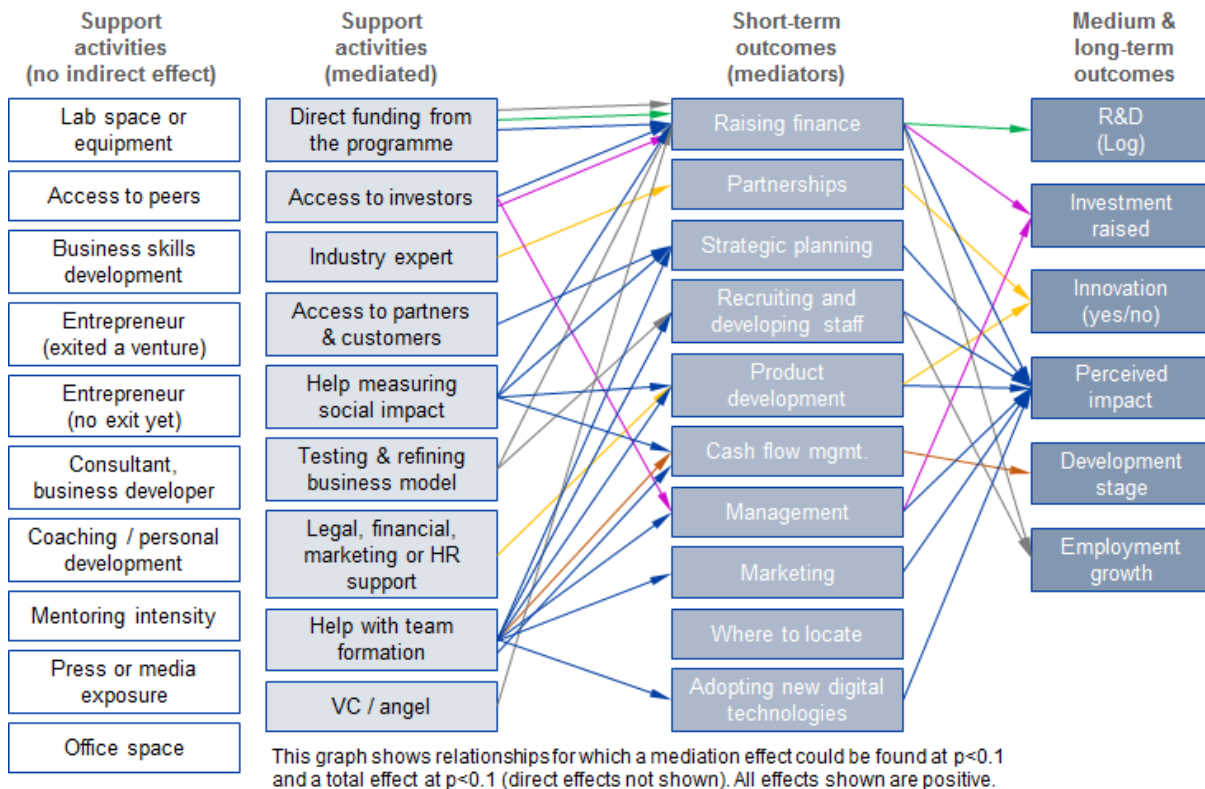 Support
activities
(no indirect effect)
Lab space or
equipment
Access to peers
Business skills
development
Entrepreneur
(exited a venture)
Entrepreneur
(no exit yet)
Consultant,
business developer
Coaching / personal
development
Mentoring intensity
Press or media
exposure
Office space
Support
activities
(mediated)
Direct funding from
the programme
Access to investors
Industry expert
Access to partners
& customers
Help measuring
social impact
Testing & refining
business model
Legal, financial,
marketing or HR
support
Help with team
formation
VC / angel
Short-term
outcomes
(mediators)
Raising finance
Partnerships
Strategic planning
Recruiting and
developing staff
Product
development
Cash flow mgmt.
Management
Marketing
Where to locate
Adopting new digital
technologies
Medium &
long-term
outcomes
R&D
(Log)
Investment
raised
Innovation
(yes/no)
Perceived
impact
Development
stage
Employment
growth
This graph shows relationships for which a mediation effect could be found at p<0.1
and a total effect at p<0.1 (direct effects not shown). All effects shown are positive.